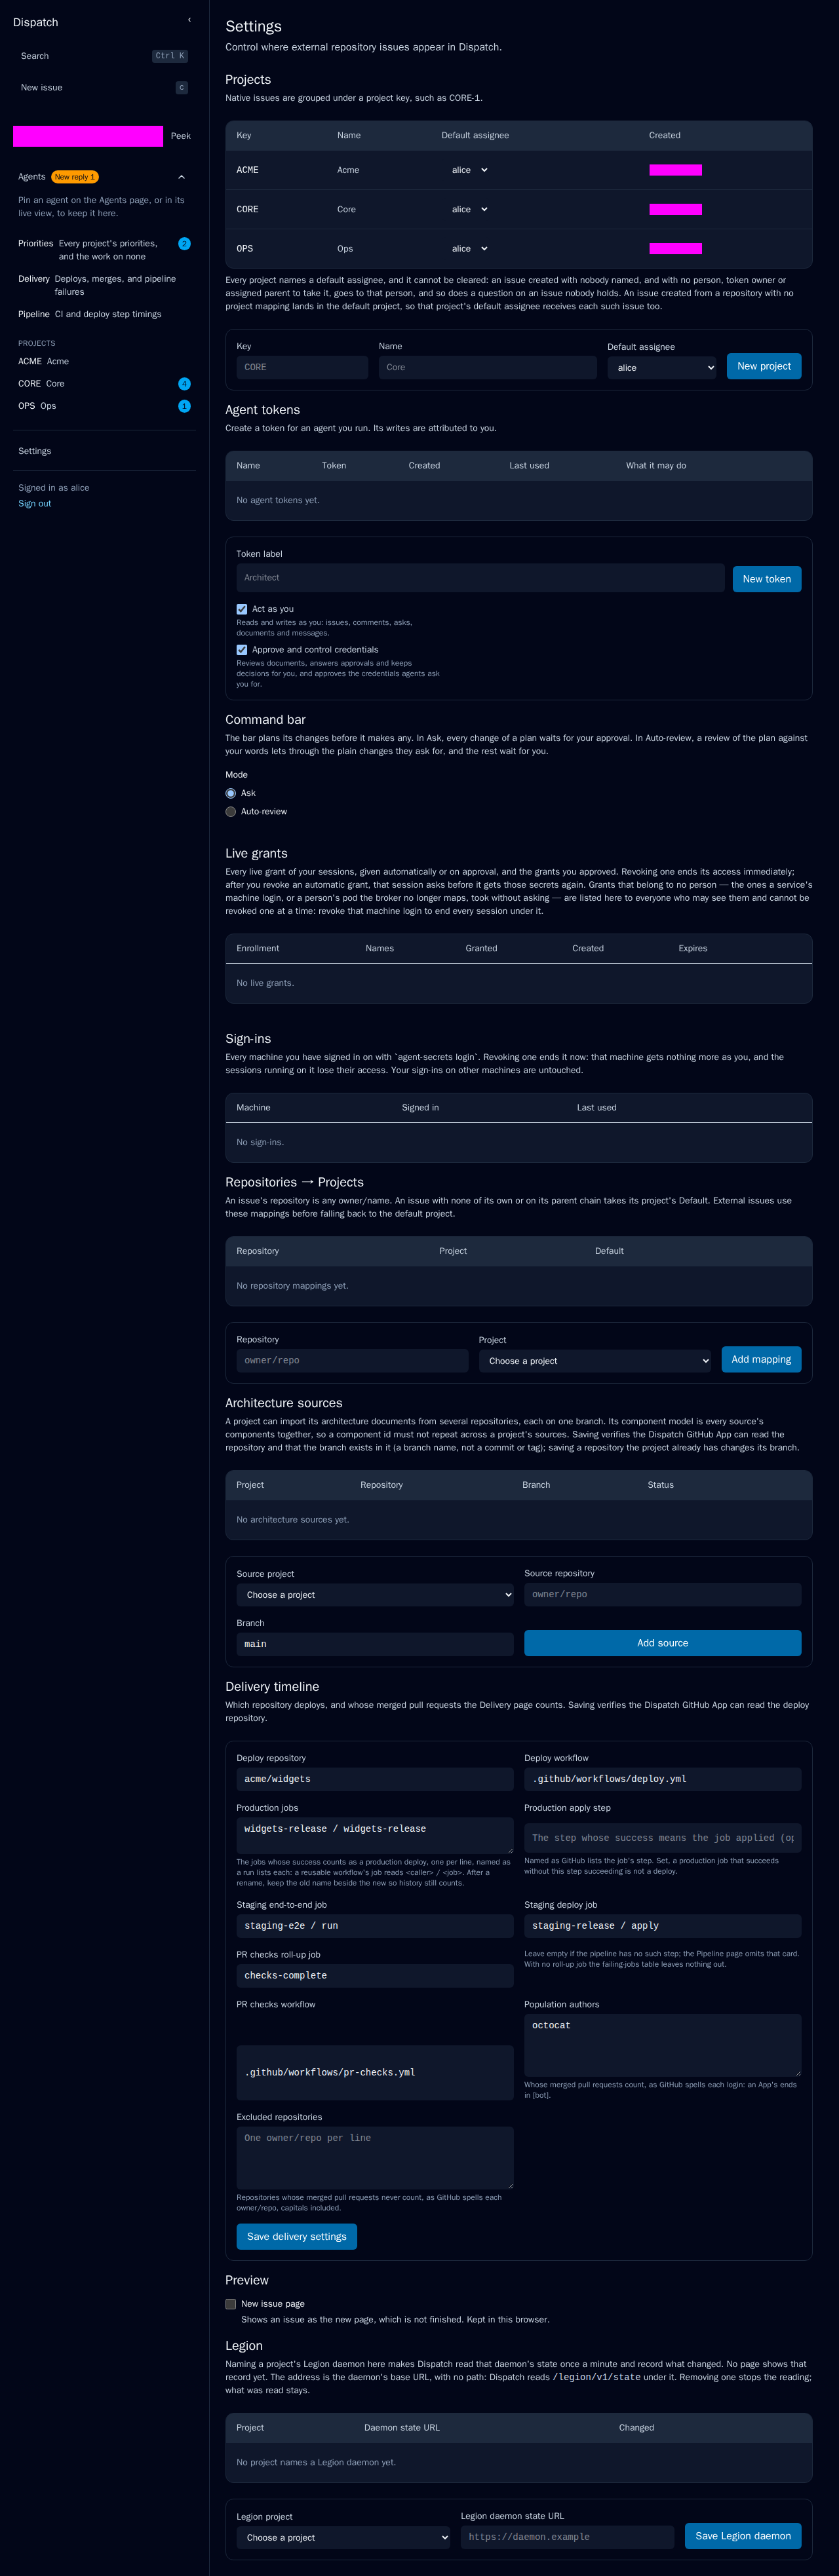 Dispatch
‹
Search
Ctrl K
New issue
C
Peek
Agents
New reply 1
Pin an agent on the Agents page, or in its
live view, to keep it here.
Priorities
Every project's priorities,
and the work on none
2
Delivery
Deploys, merges, and pipeline
failures
Pipeline
CI and deploy step timings
PROJECTS
ACME Acme
CORE Core
4
OPS Ops
1
Settings
Signed in as alice
Sign out
Settings
Control where external repository issues appear in Dispatch.
Projects
Native issues are grouped under a project key, such as CORE-1.
Key Name Default assignee Created
ACME Acme alice
CORE Core alice
OPS Ops alice
Every project names a default assignee, and it cannot be cleared: an issue created with nobody named, and with no person, token owner or
assigned parent to take it, goes to that person, and so does a question on an issue nobody holds. An issue created from a repository with no
project mapping lands in the default project, so that project's default assignee receives each such issue too.
Key Name Default assignee
CORE Core alice New project
Agent tokens
Create a token for an agent you run. Its writes are attributed to you.
Name Token Created Last used What it may do
No agent tokens yet.
Token label
Architect
New token
Act as you
Reads and writes as you: issues, comments, asks,
documents and messages.
Approve and control credentials
Reviews documents, answers approvals and keeps
decisions for you, and approves the credentials agents ask
you for.
Command bar
The bar plans its changes before it makes any. In Ask, every change of a plan waits for your approval. In Auto-review, a review of the plan against
your words lets through the plain changes they ask for, and the rest wait for you.
Mode
Ask
Auto-review
Live grants
Every live grant of your sessions, given automatically or on approval, and the grants you approved. Revoking one ends its access immediately;
after you revoke an automatic grant, that session asks before it gets those secrets again. Grants that belong to no person — the ones a service's
machine login, or a person's pod the broker no longer maps, took without asking — are listed here to everyone who may see them and cannot be
revoked one at a time: revoke that machine login to end every session under it.
Enrollment Names Granted Created Expires
No live grants.
Sign-ins
Every machine you have signed in on with `agent-secrets login`. Revoking one ends it now: that machine gets nothing more as you, and the
sessions running on it lose their access. Your sign-ins on other machines are untouched.
Machine Signed in Last used
No sign-ins.
Repositories → Projects
An issue's repository is any owner/name. An issue with none of its own or on its parent chain takes its project's Default. External issues use
these mappings before falling back to the default project.
Repository Project Default
No repository mappings yet.
Repository Project
owner/repo Choose a project Add mapping
Architecture sources
A project can import its architecture documents from several repositories, each on one branch. Its component model is every source's
components together, so a component id must not repeat across a project's sources. Saving verifies the Dispatch GitHub App can read the
repository and that the branch exists in it (a branch name, not a commit or tag); saving a repository the project already has changes its branch.
Project Repository Branch Status
No architecture sources yet.
Source project Source repository
Choose a project owner/repo
Branch
main
Add source
Delivery timeline
Which repository deploys, and whose merged pull requests the Delivery page counts. Saving verifies the Dispatch GitHub App can read the deploy
repository.
Deploy repository Deploy workflow
acme/widgets .github/workflows/deploy.yml
Production jobs Production apply step
widgets-release / widgets-release
The step whose success means the job applied (op
The jobs whose success counts as a production deploy, one per line, named as
a run lists each: a reusable workflow's job reads <caller> / <job>. After a
rename, keep the old name beside the new so history still counts.
Named as GitHub lists the job's step. Set, a production job that succeeds
without this step succeeding is not a deploy.
Staging end-to-end job Staging deploy job
staging-e2e / run staging-release / apply
PR checks roll-up job
checks-complete
Leave empty if the pipeline has no such step; the Pipeline page omits that card.
With no roll-up job the failing-jobs table leaves nothing out.
PR checks workflow Population authors
.github/workflows/pr-checks.yml
octocat
Whose merged pull requests count, as GitHub spells each login: an App's ends
in [bot].
Excluded repositories
One owner/repo per line
Repositories whose merged pull requests never count, as GitHub spells each
owner/repo, capitals included.
Save delivery settings
Preview
New issue page
Shows an issue as the new page, which is not finished. Kept in this browser.
Legion
Naming a project's Legion daemon here makes Dispatch read that daemon's state once a minute and record what changed. No page shows that
record yet. The address is the daemon's base URL, with no path: Dispatch reads /legion/v1/state under it. Removing one stops the reading;
what was read stays.
Project Daemon state URL Changed
No project names a Legion daemon yet.
Legion project Legion daemon state URL
Choose a project https://daemon.example Save Legion daemon